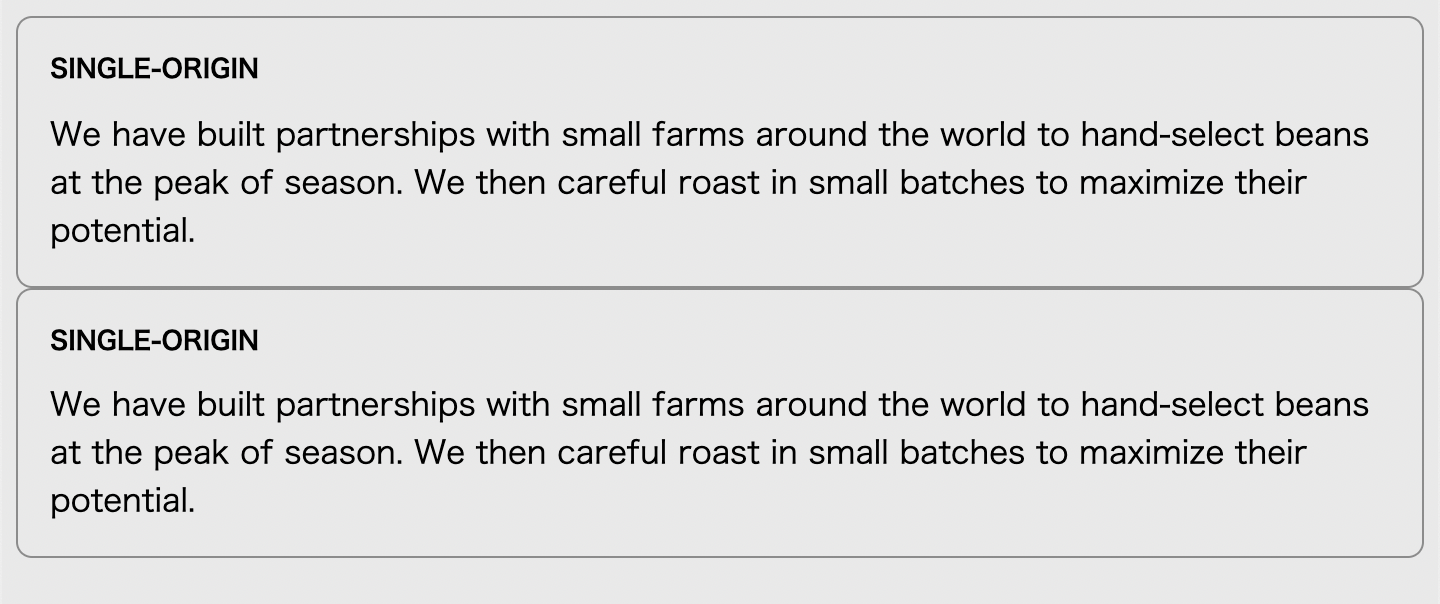 SINGLE-ORIGIN
We have built partnerships with small farms around the world to hand-select beans
at the peak of season. We then careful roast in small batches to maximize their
potential.
SINGLE-ORIGIN
We have built partnerships with small farms around the world to hand-select beans
at the peak of season. We then careful roast in small batches to maximize their
potential.